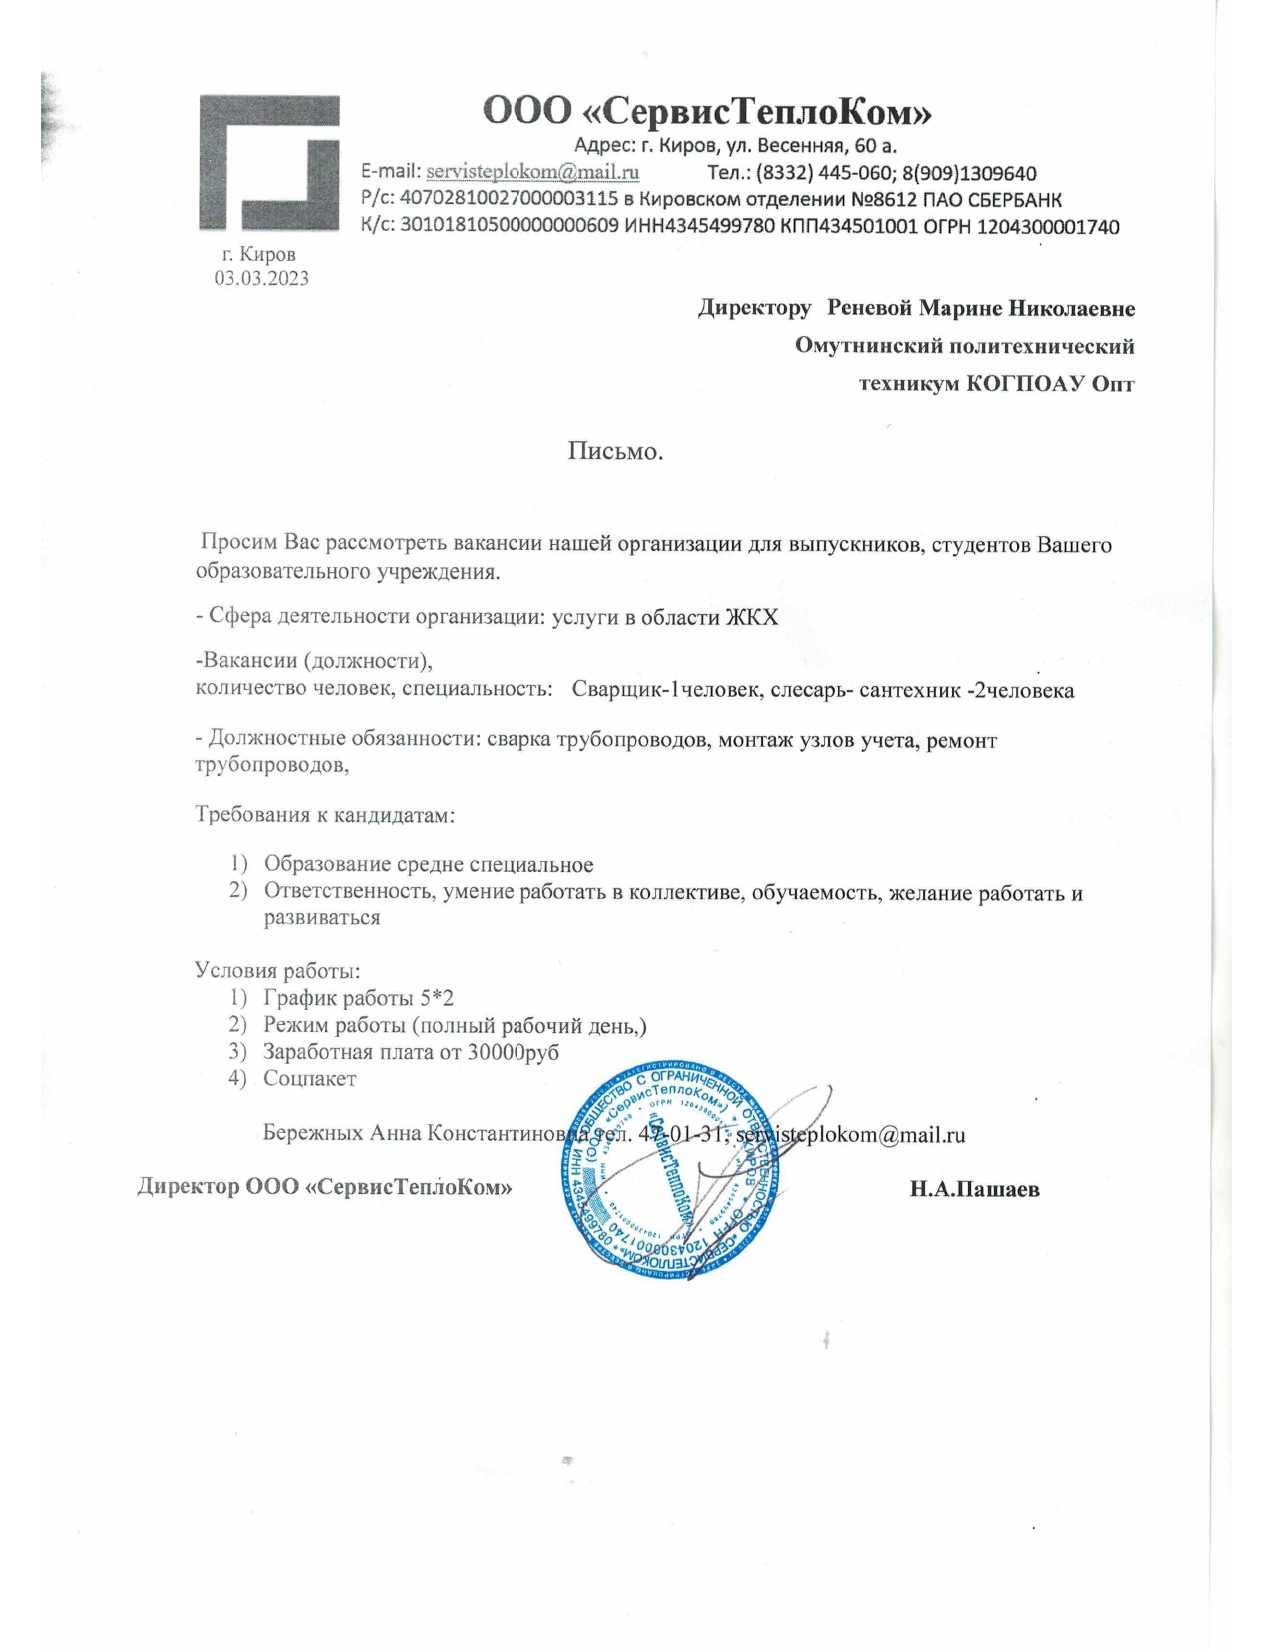 ООО «СервисТеплоКом»
Адрес: г. Киров, ул. Весенняя, 60 а.
E-mail: servisteplokom@mail.ru Тел.: (8332) 445-060; 8(909)1309640
Р/с: 40702810027000003115 в Кировском отделении №8612 ПАО СБЕРБАНК
К/с: 30101810500000000609 ИНН4345499780 КПП434501001 ОГРН 1204300001740
г. Киров
03.03.2023
Директору Реневой Марине Николаевне
Омутнинский политехнический
техникум КОГПОАУ Опт
Письмо.
Просим Вас рассмотреть вакансии нашей организации для выпускников, студентов Вашего
образовательного учреждения.
- Сфера деятельности организации: услуги в области ЖКХ
-Вакансии (должности),
количество человек, специальность: Сварщик-1человек, слесарь- сантехник -2человека
- Должностные обязанности: сварка трубопроводов, монтаж узлов учета, ремонт
трубопроводов,
Требования к кандидатам:
1) Образование средне специальное
2) Ответственность, умение работать в коллективе, обучаемость, желание работать и
развиваться
Условия работы:
1) График работы 5*2
2) Режим работы (полный рабочий день,)
3) Заработная плата от 30000руб
4) Соцпакет
Бережных Анна Константиновна тел. 47-01-31; servisteplokom@mail.ru
Директор ООО «СервисТеплоКом» Н.А.Пашаев
ОБЩЕСТВО С ОГРАНИЧЕННОЙ ОТВЕТСТВЕННОСТЬЮ «СЕРВИСТЕПЛОКОМ» * ИНН 4345499780
(ООО «СервисТеплоКом») * КИРОВ * ОГРН 1204300001740
«СервисТеплоКом»